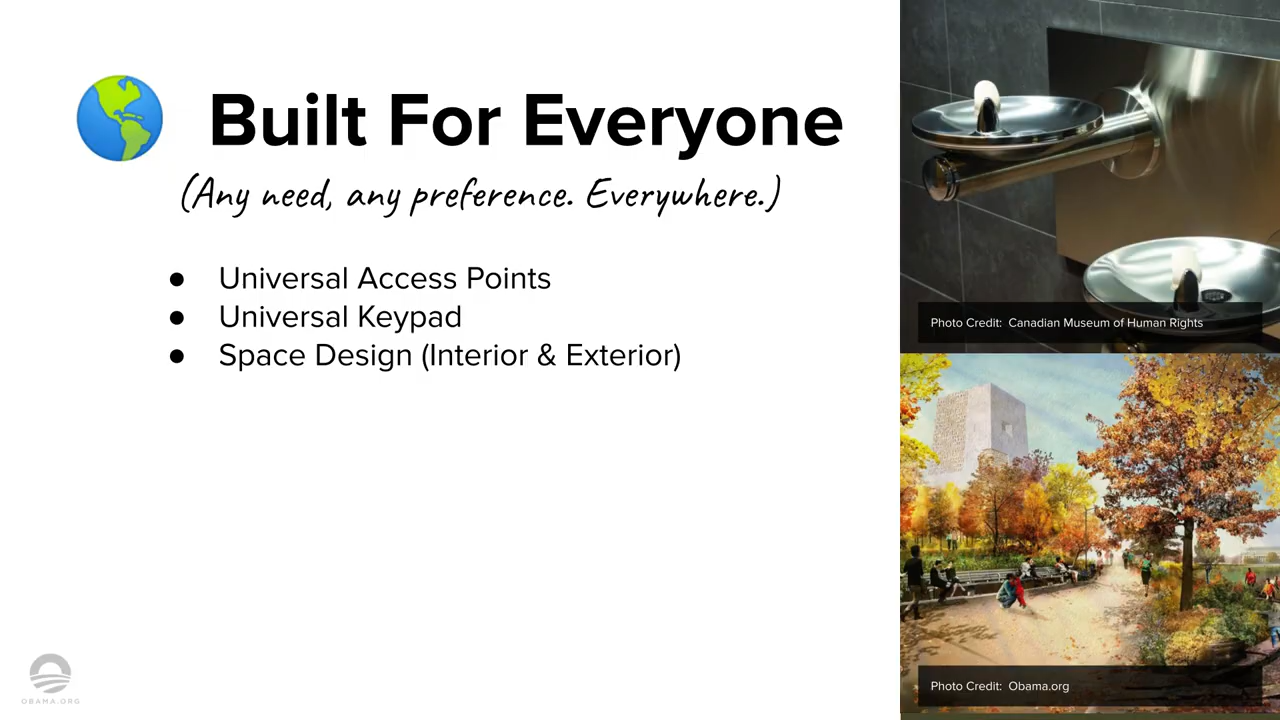 Built For Everyone
(Any need, any preference. Everywhere.)
● Universal Access Points
● Universal Keypad
● Space Design (Interior & Exterior)
Photo Credit: Canadian Museum of Human Rights
Photo Credit: Obama.org
OBAMA.ORG